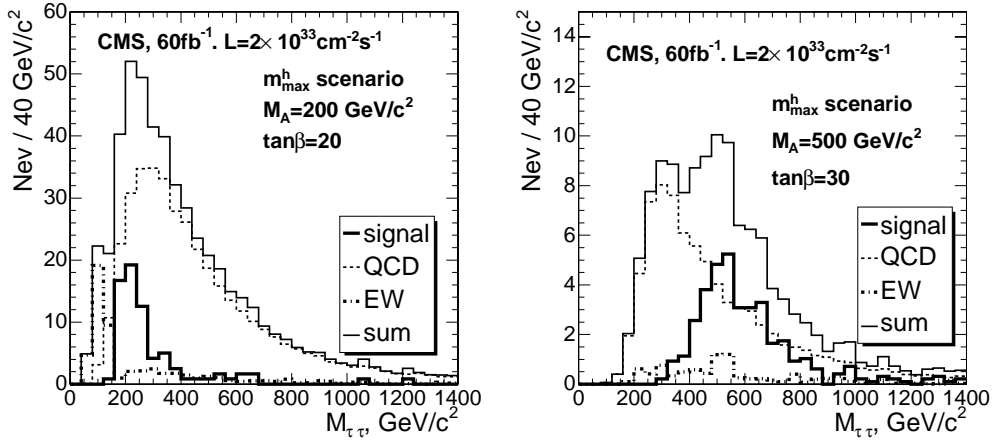 CMS, 60fb⁻¹. L=2× 10³³cm⁻²s⁻¹
mʰₘₐₓ scenario
M_A=200 GeV/c²
tanβ=20
signal
QCD
EW
sum
Nev / 40 GeV/c²
60
50
40
30
20
10
0
0 200 400 600 800 1000 1200 1400
M_ττ, GeV/c²
CMS, 60fb⁻¹. L=2× 10³³cm⁻²s⁻¹
mʰₘₐₓ scenario
M_A=500 GeV/c²
tanβ=30
signal
QCD
EW
sum
Nev / 40 GeV/c²
14
12
10
8
6
4
2
0
0 200 400 600 800 1000 1200 1400
M_ττ, GeV/c²